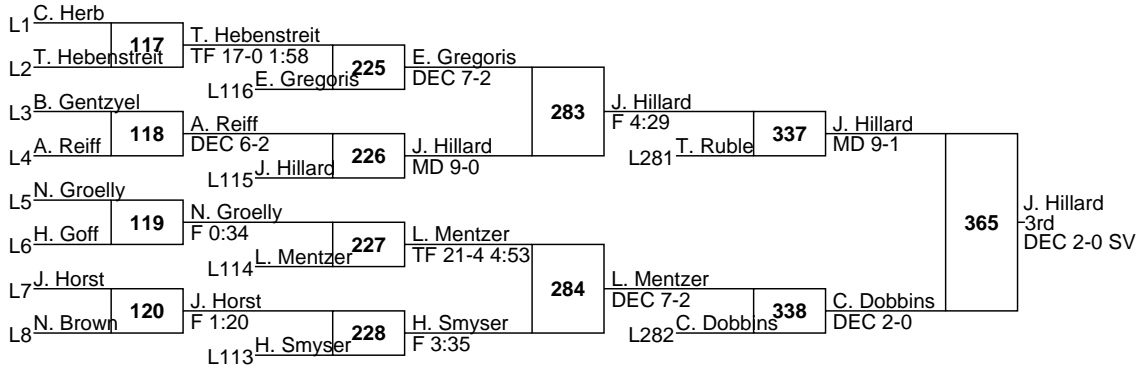 L1 C. Herb
117
L2 T. Hebenstreit
T. Hebenstreit
TF 17-0 1:58
225
L116 E. Gregoris
E. Gregoris
DEC 7-2
L3 B. Gentzyel
118
L4 A. Reiff
A. Reiff
DEC 6-2
226
L115 J. Hillard
J. Hillard
MD 9-0
283
J. Hillard
F 4:29
337
L281 T. Ruble
J. Hillard
MD 9-1
L5 N. Groelly
119
L6 H. Goff
N. Groelly
F 0:34
227
L114 L. Mentzer
L. Mentzer
TF 21-4 4:53
L7 J. Horst
120
L8 N. Brown
J. Horst
F 1:20
228
L113 H. Smyser
H. Smyser
F 3:35
284
L. Mentzer
DEC 7-2
338
L282 C. Dobbins
C. Dobbins
DEC 2-0
365
J. Hillard
3rd
DEC 2-0 SV